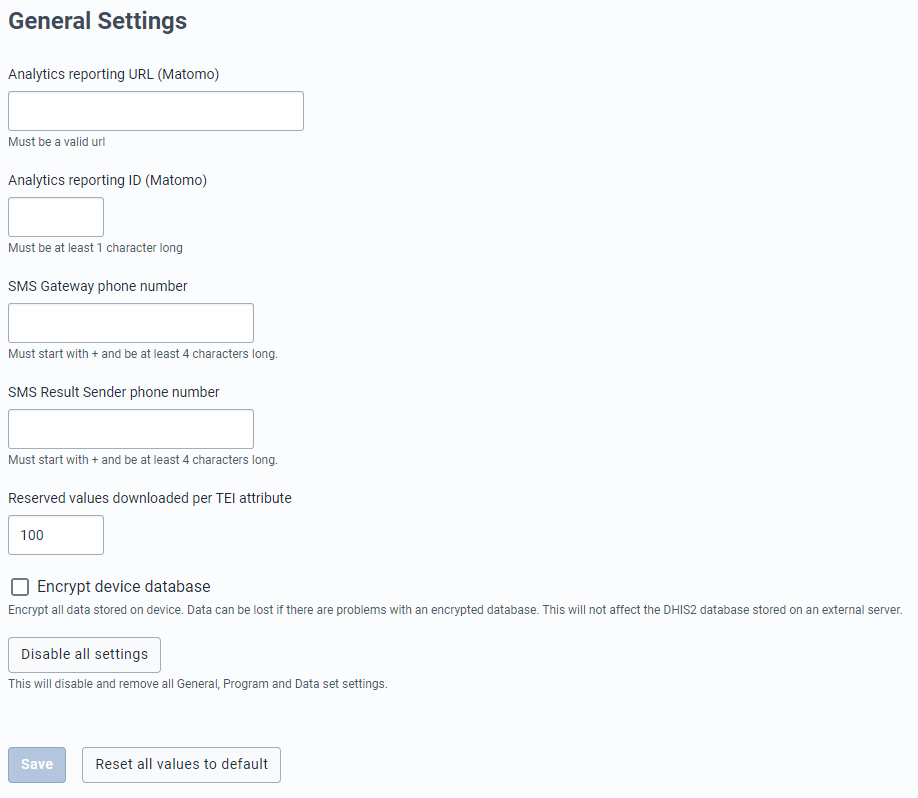 General Settings
Analytics reporting URL (Matomo)
Must be a valid url
Analytics reporting ID (Matomo)
Must be at least 1 character long
SMS Gateway phone number
Must start with + and be at least 4 characters long.
SMS Result Sender phone number
Must start with + and be at least 4 characters long.
Reserved values downloaded per TEI attribute
100
Encrypt device database
Encrypt all data stored on device. Data can be lost if there are problems with an encrypted database. This will not affect the DHIS2 database stored on an external server.
Disable all settings
This will disable and remove all General, Program and Data set settings.
Save Reset all values to default